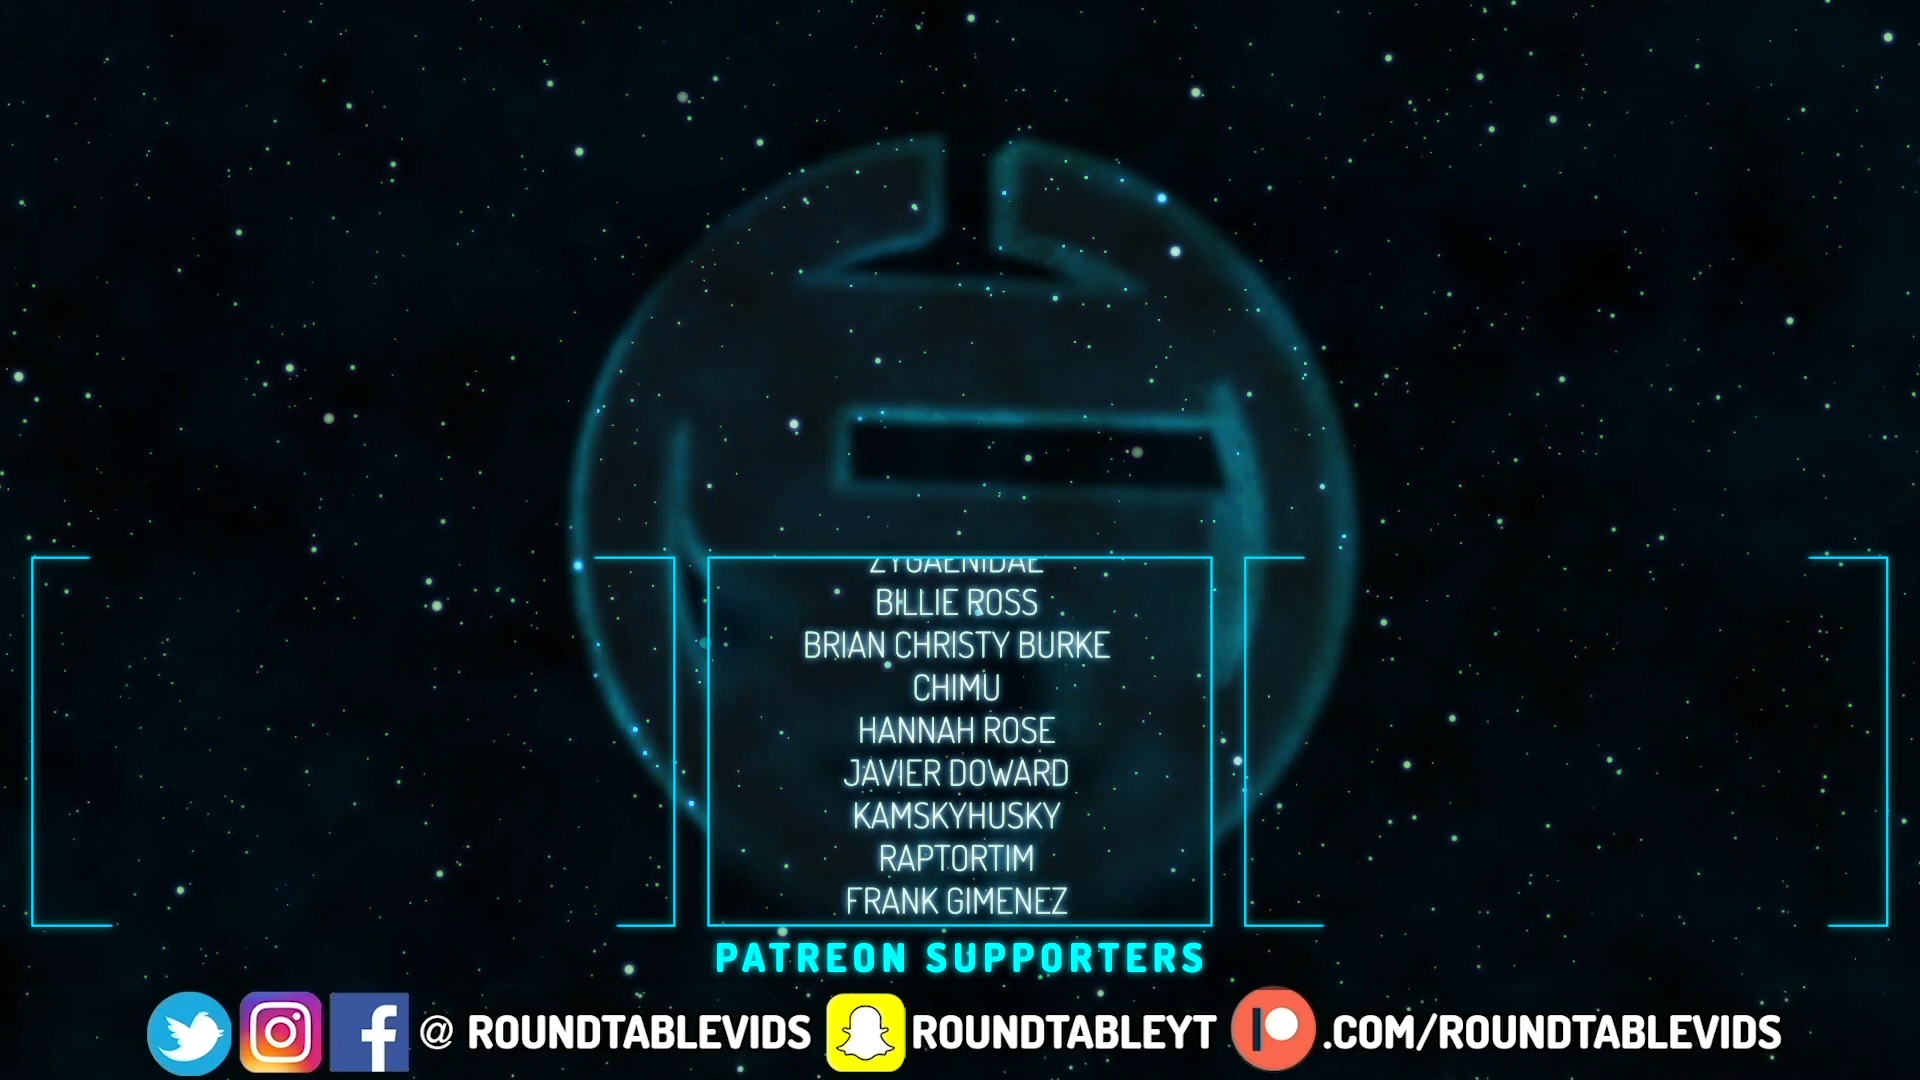 ZYGAENIDAE
BILLIE ROSS
BRIAN CHRISTY BURKE
CHIMU
HANNAH ROSE
JAVIER DOWARD
KAMSKYHUSKY
RAPTORTIM
FRANK GIMENEZ
PATREON SUPPORTERS
@ ROUNDTABLEVIDS ROUNDTABLEYT .COM/ROUNDTABLEVIDS